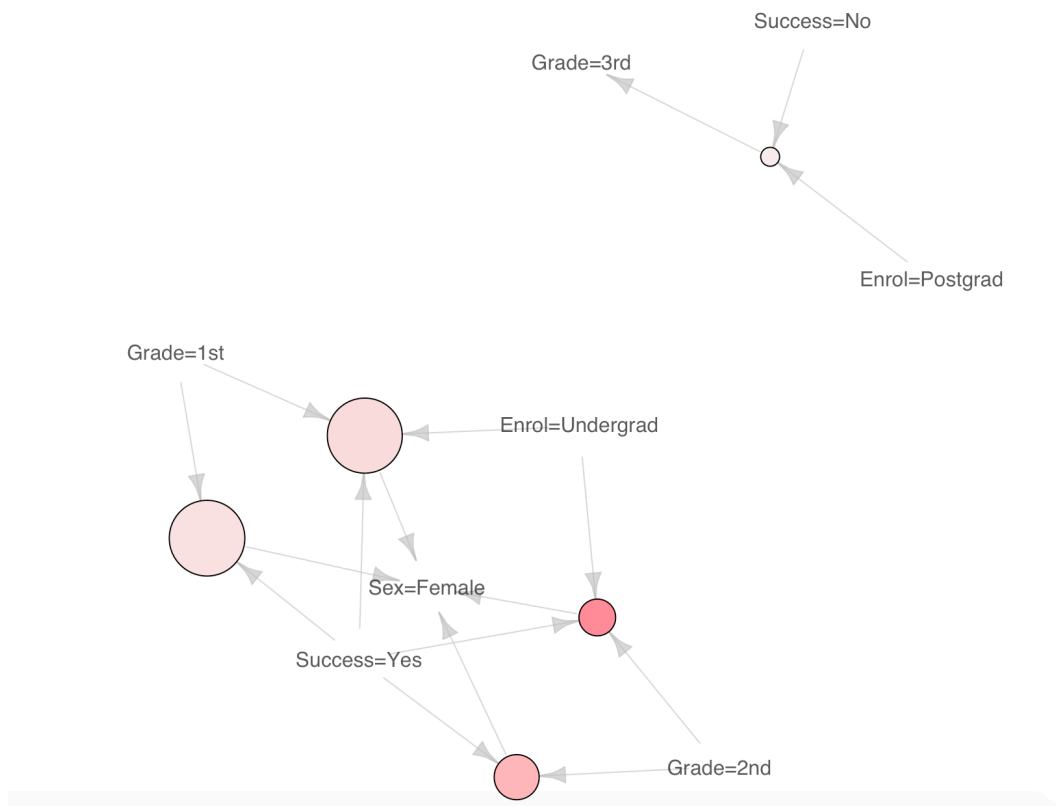 Success=No
Grade=3rd
Enrol=Postgrad
Grade=1st
Enrol=Undergrad
Sex=Female
Success=Yes
Grade=2nd